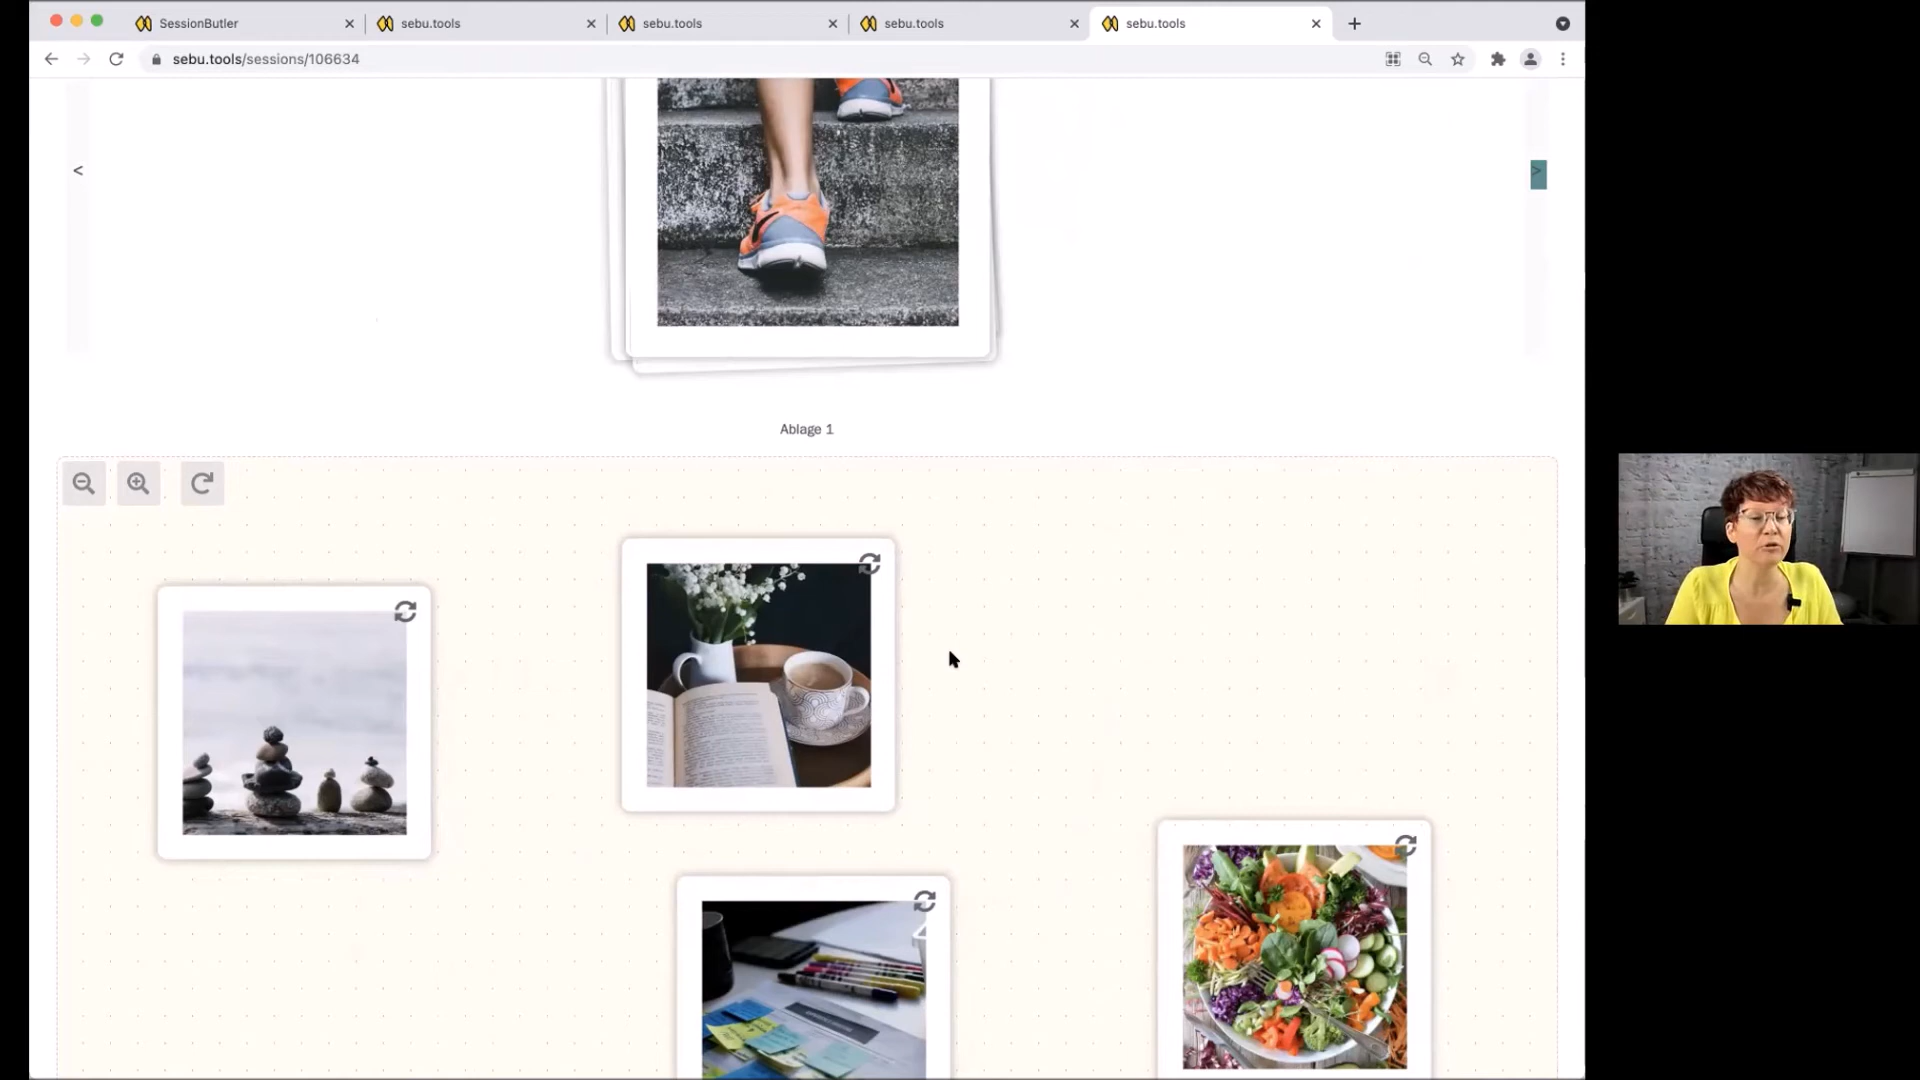 SessionButler
sebu.tools
sebu.tools
sebu.tools
sebu.tools
sebu.tools/sessions/106634
<
>
Ablage 1